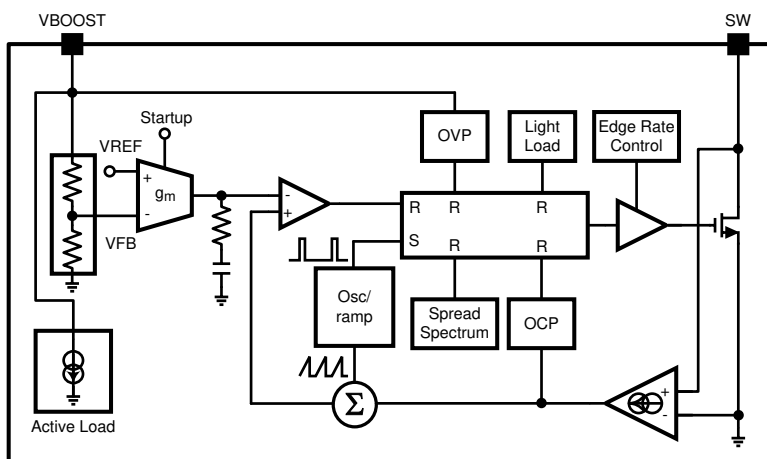 VBOOST
SW
Startup
VREF
OVP
Light
Load
Edge Rate
Control
+
gm
-
-
+
R
R
R
S
R
R
VFB
Osc/
ramp
Spread
Spectrum
OCP
Σ
+
-
Active Load